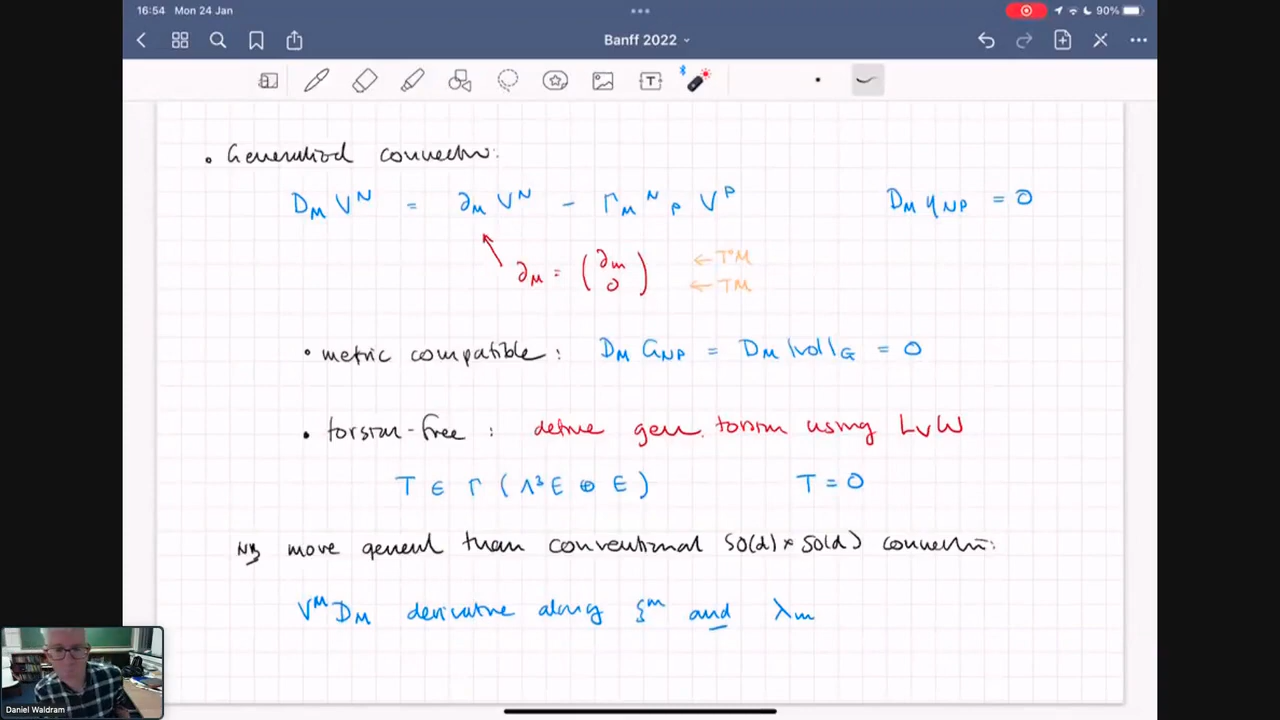 16:54 Mon 24 Jan
90%
Banff 2022
• Generalized connection:
D_M V^N = ∂_M V^N − Γ_M^N_P V^P D_M η_NP = 0
∂_M = (∂_m 0) ← T*M
← TM
• metric compatible : D_M G_NP = D_M |vol|_G = 0
• torsion-free : define gen. torsion using L_V W
T ∈ Γ(Λ³E ⊕ E) T = 0
NB more general than conventional SO(d) × SO(d) connection:
V^M D_M derivative along ξ^m and λ_m
Daniel Waldram